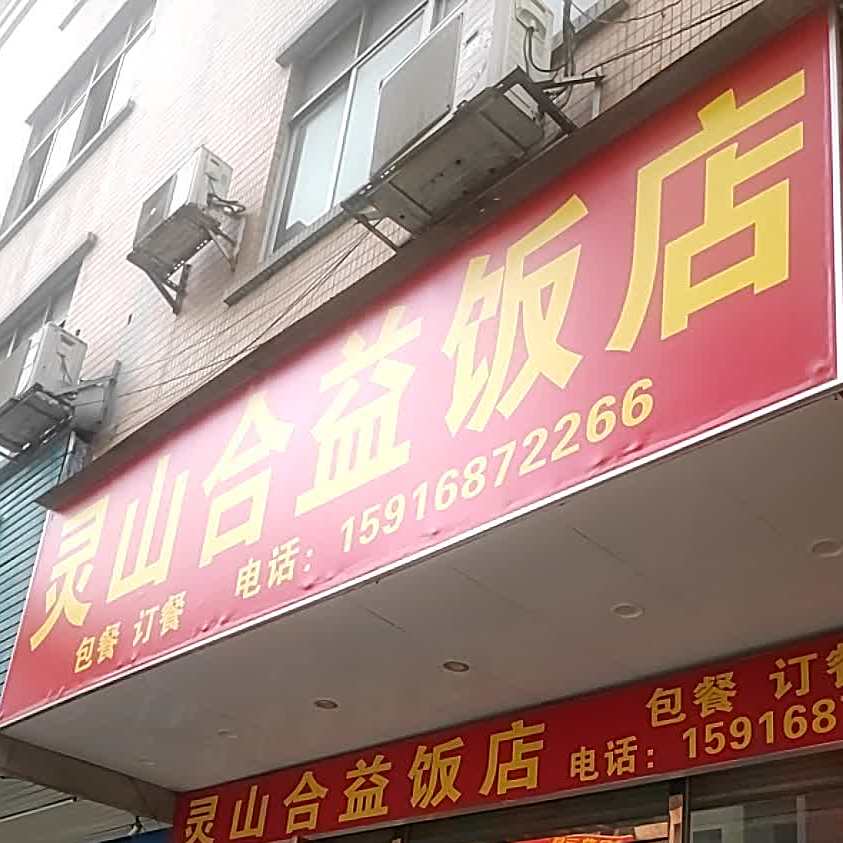 灵山合益饭店
包餐 订餐 电话：15916872266
灵山合益饭店 包餐 订餐
电话：159168